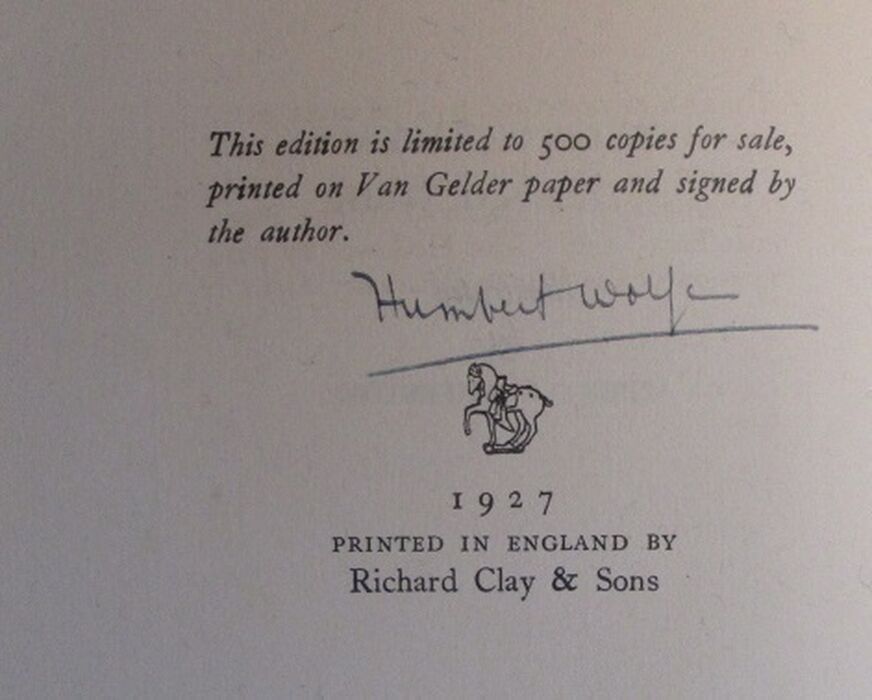 This edition is limited to 500 copies for sale,
printed on Van Gelder paper and signed by
the author.
Humbert Wolfe
1927
PRINTED IN ENGLAND BY
Richard Clay & Sons